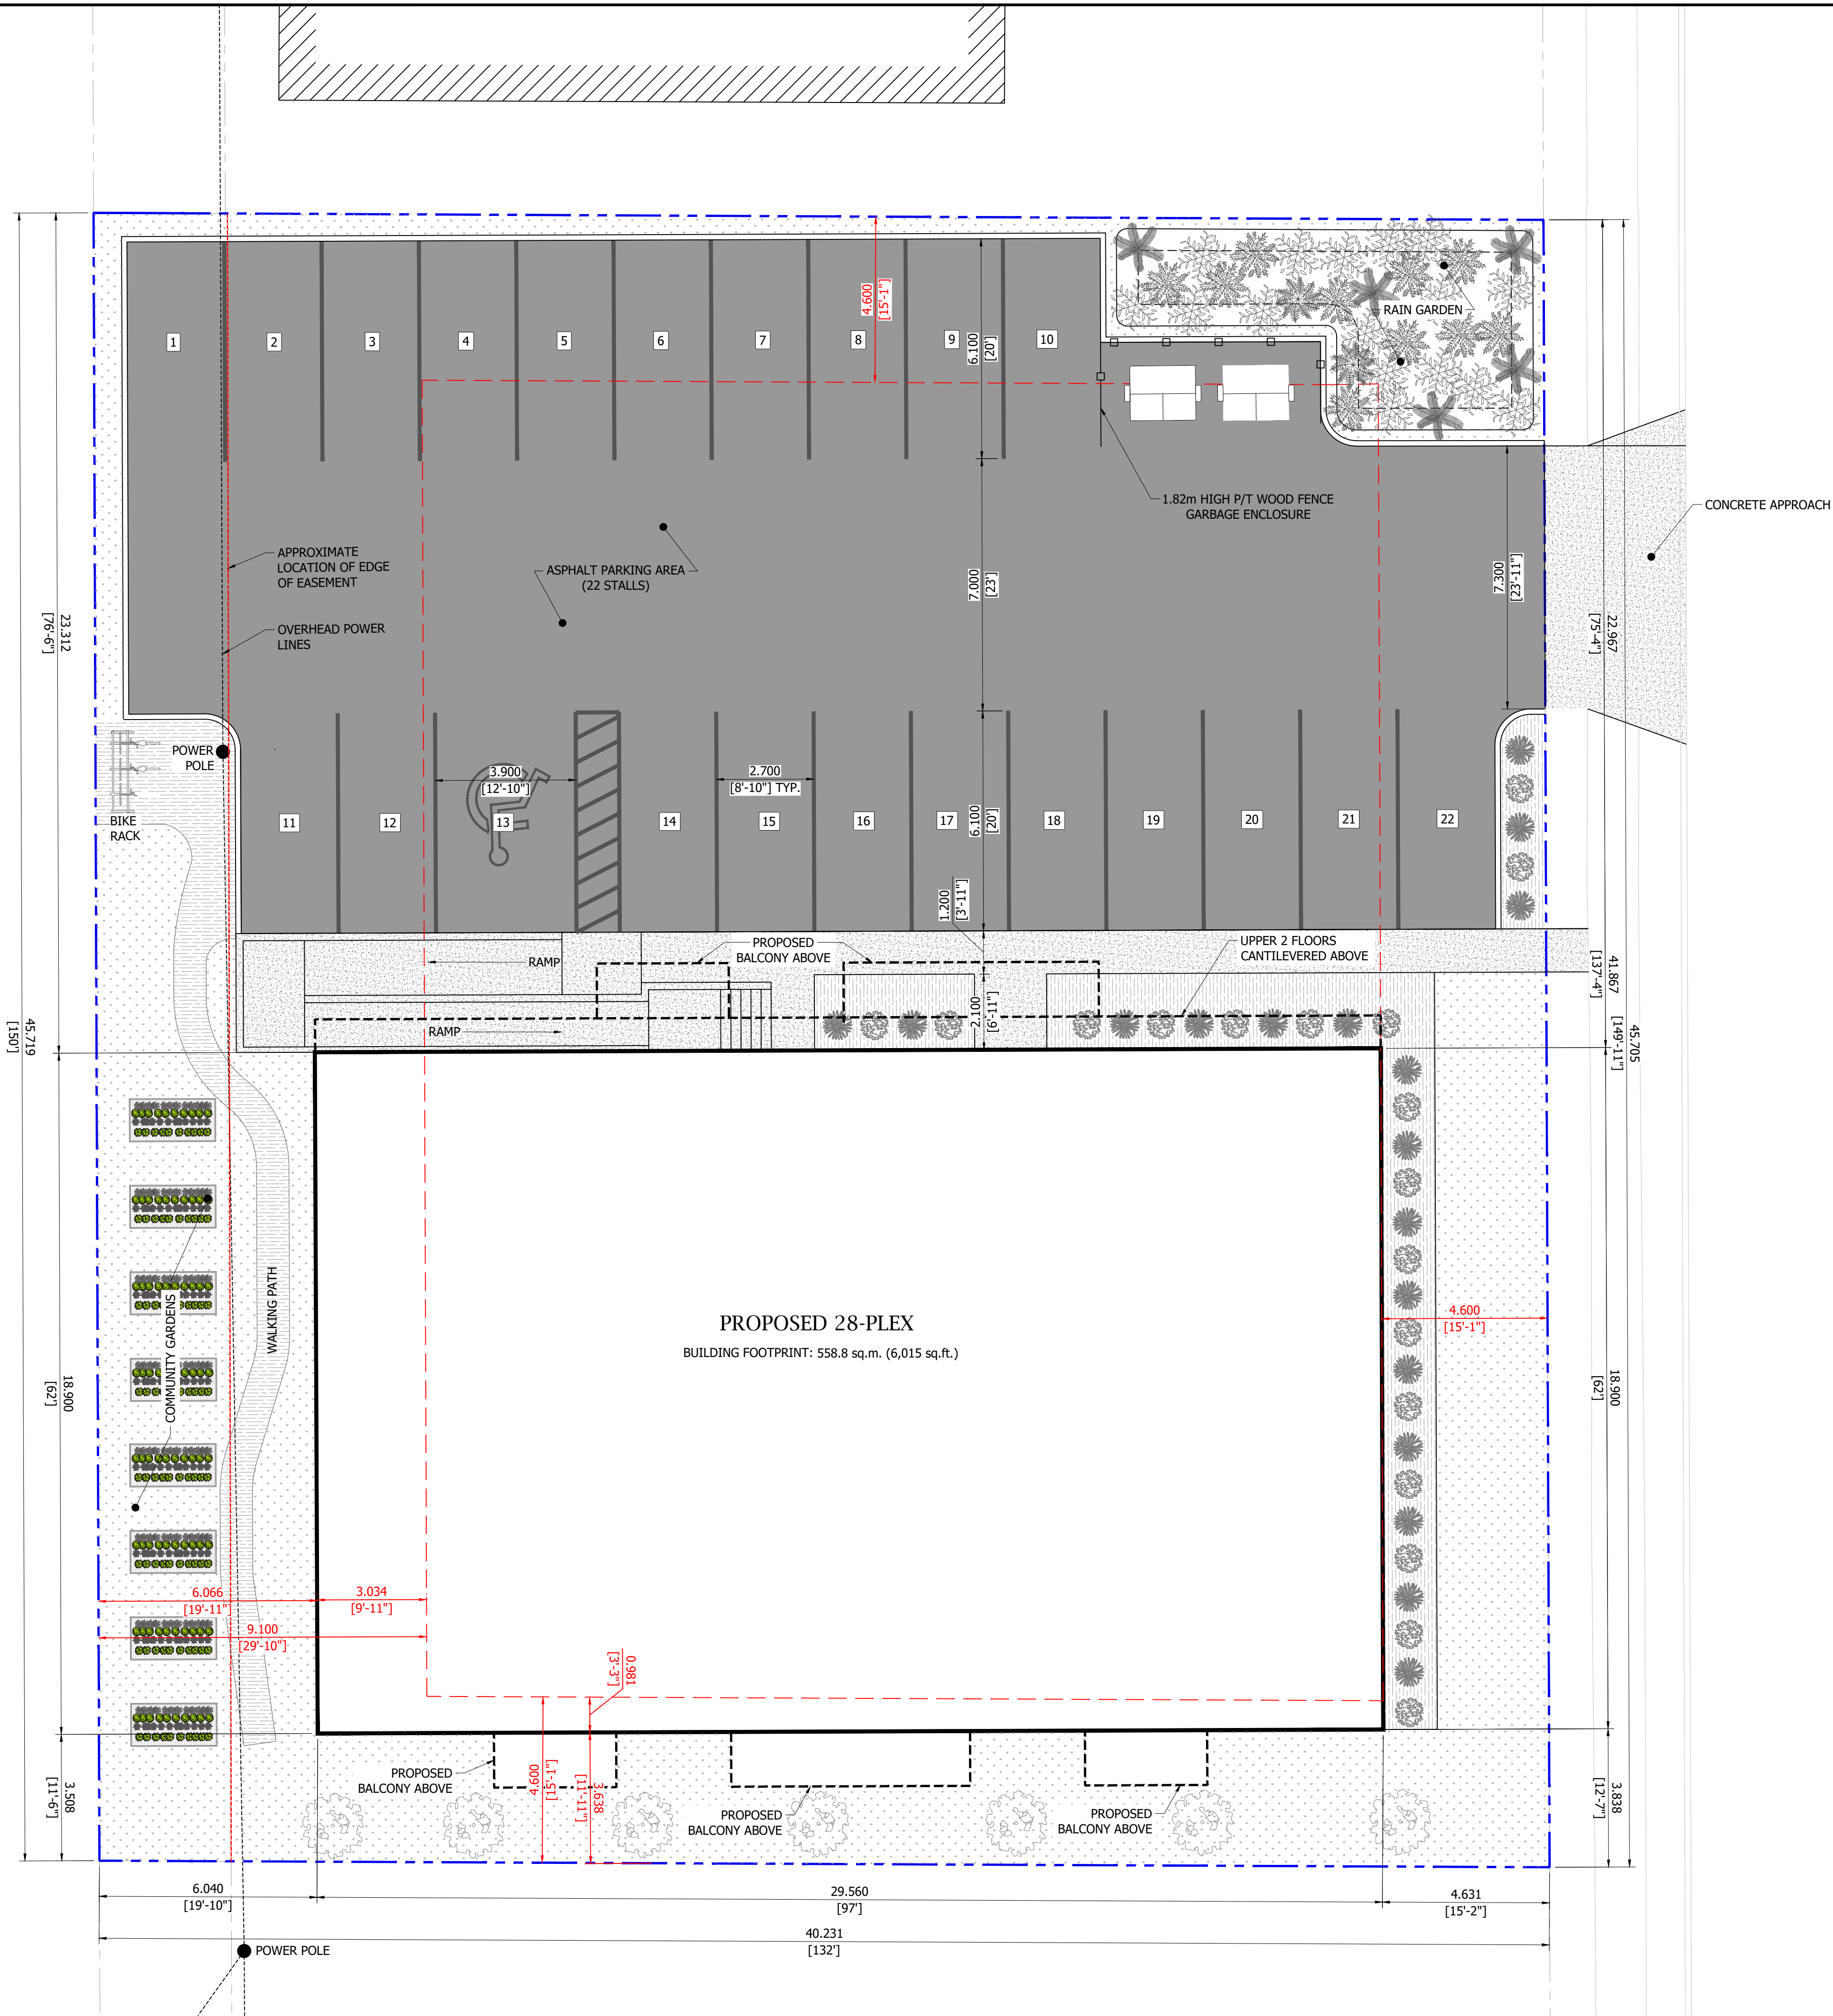 4.600
[15'-1"]
6.100
[20']
RAIN GARDEN
1
2
3
4
5
6
7
8
9
10
1.82m HIGH P/T WOOD FENCE
GARBAGE ENCLOSURE
CONCRETE APPROACH
APPROXIMATE
LOCATION OF EDGE
OF EASEMENT
ASPHALT PARKING AREA
(22 STALLS)
7.000
[23']
7.300
[23'-11"]
OVERHEAD POWER
LINES
23.312
[76'-6"]
22.967
[75'-4"]
POWER
POLE
3.900
[12'-10"]
2.700
[8'-10"] TYP.
BIKE
RACK
11
12
13
14
15
16
17
18
19
20
21
22
6.100
[20']
1.200
[3'-11"]
RAMP
PROPOSED
BALCONY ABOVE
UPPER 2 FLOORS
CANTILEVERED ABOVE
41.867
[137'-4"]
RAMP
2.100
[6'-11"]
45.719
[150']
45.705
[149'-11"]
WALKING PATH
COMMUNITY GARDENS
PROPOSED 28-PLEX
BUILDING FOOTPRINT: 558.8 sq.m. (6,015 sq.ft.)
4.600
[15'-1"]
18.900
[62']
18.900
[62']
6.066
[19'-11"]
3.034
[9'-11"]
9.100
[29'-10"]
0.981
[3'-3"]
4.600
[15'-1"]
3.638
[11'-11"]
3.508
[11'-6"]
3.838
[12'-7"]
PROPOSED
BALCONY ABOVE
PROPOSED
BALCONY ABOVE
PROPOSED
BALCONY ABOVE
6.040
[19'-10"]
29.560
[97']
4.631
[15'-2"]
40.231
[132']
POWER POLE